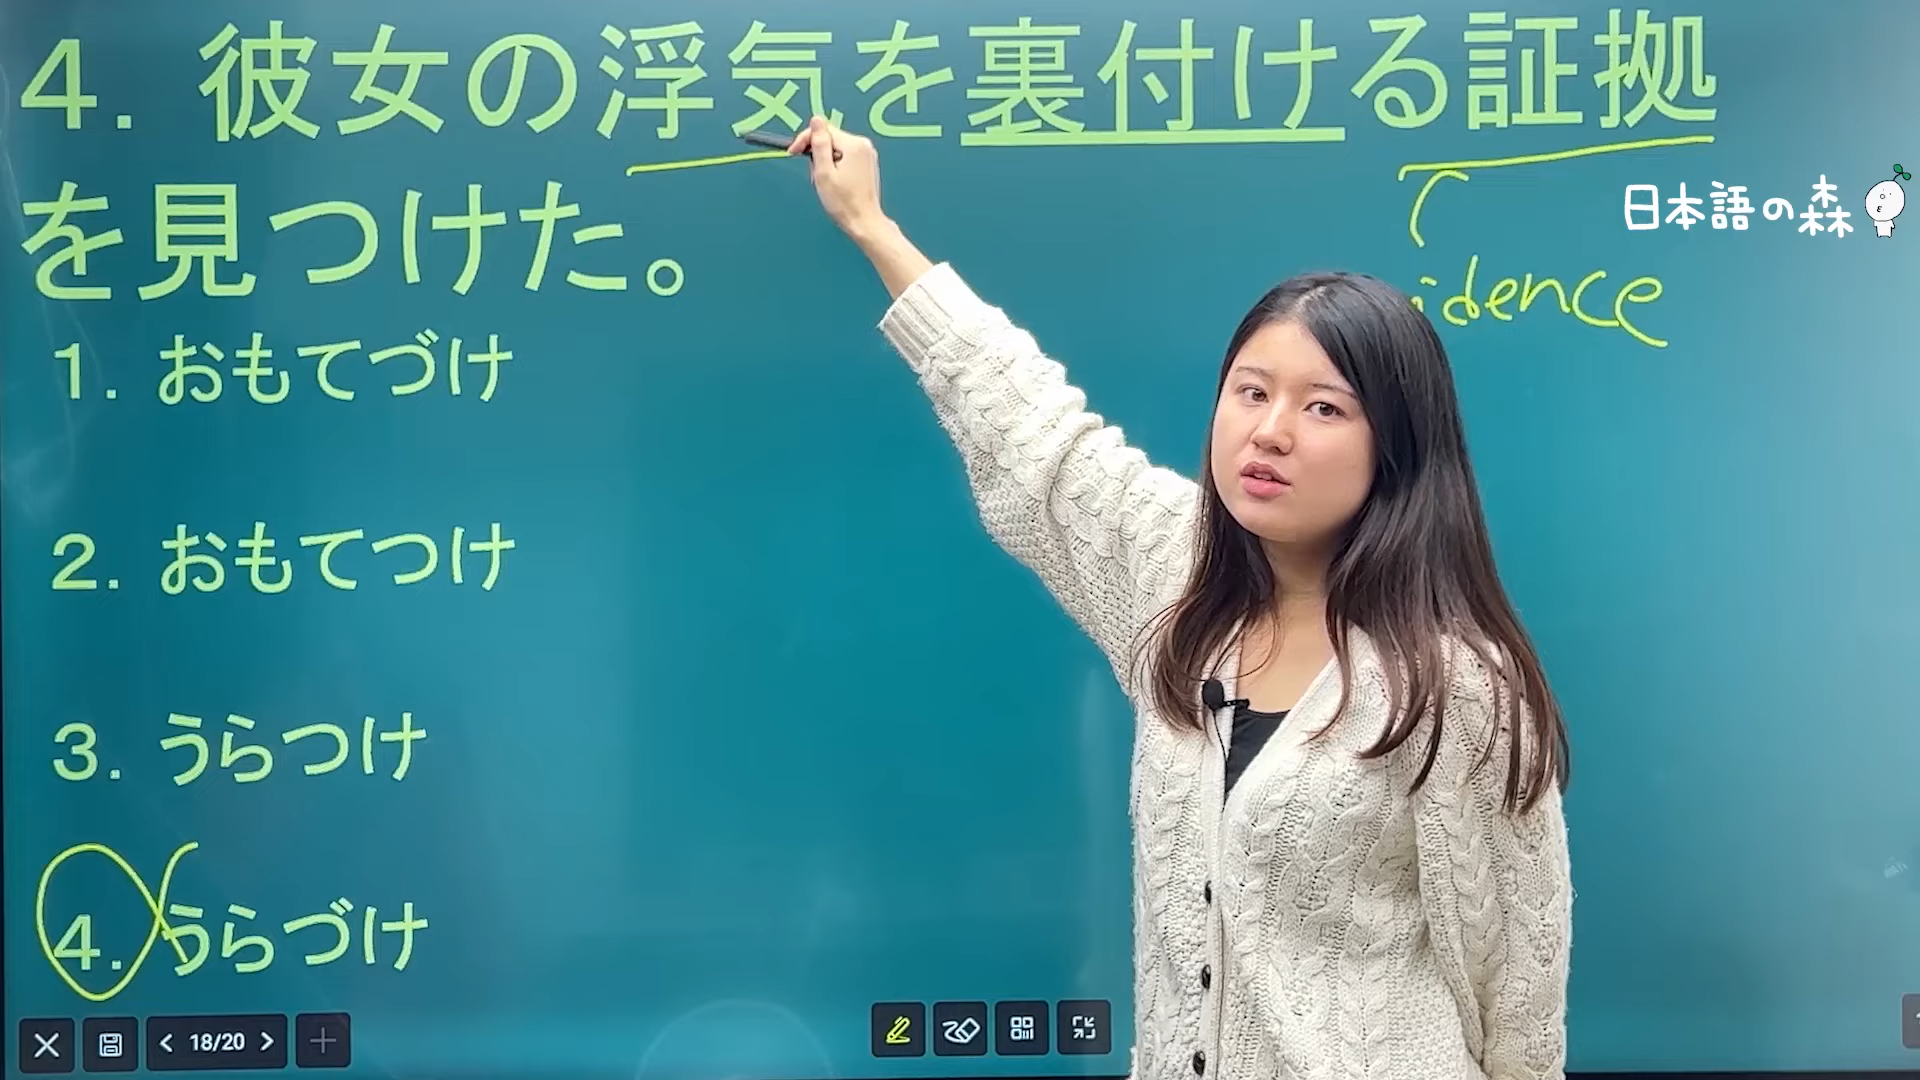 4. 彼女の浮気を裏付ける証拠
を見つけた。
日本語の森
idence
1. おもてづけ
2. おもてつけ
3. うらつけ
4. うらづけ
18/20